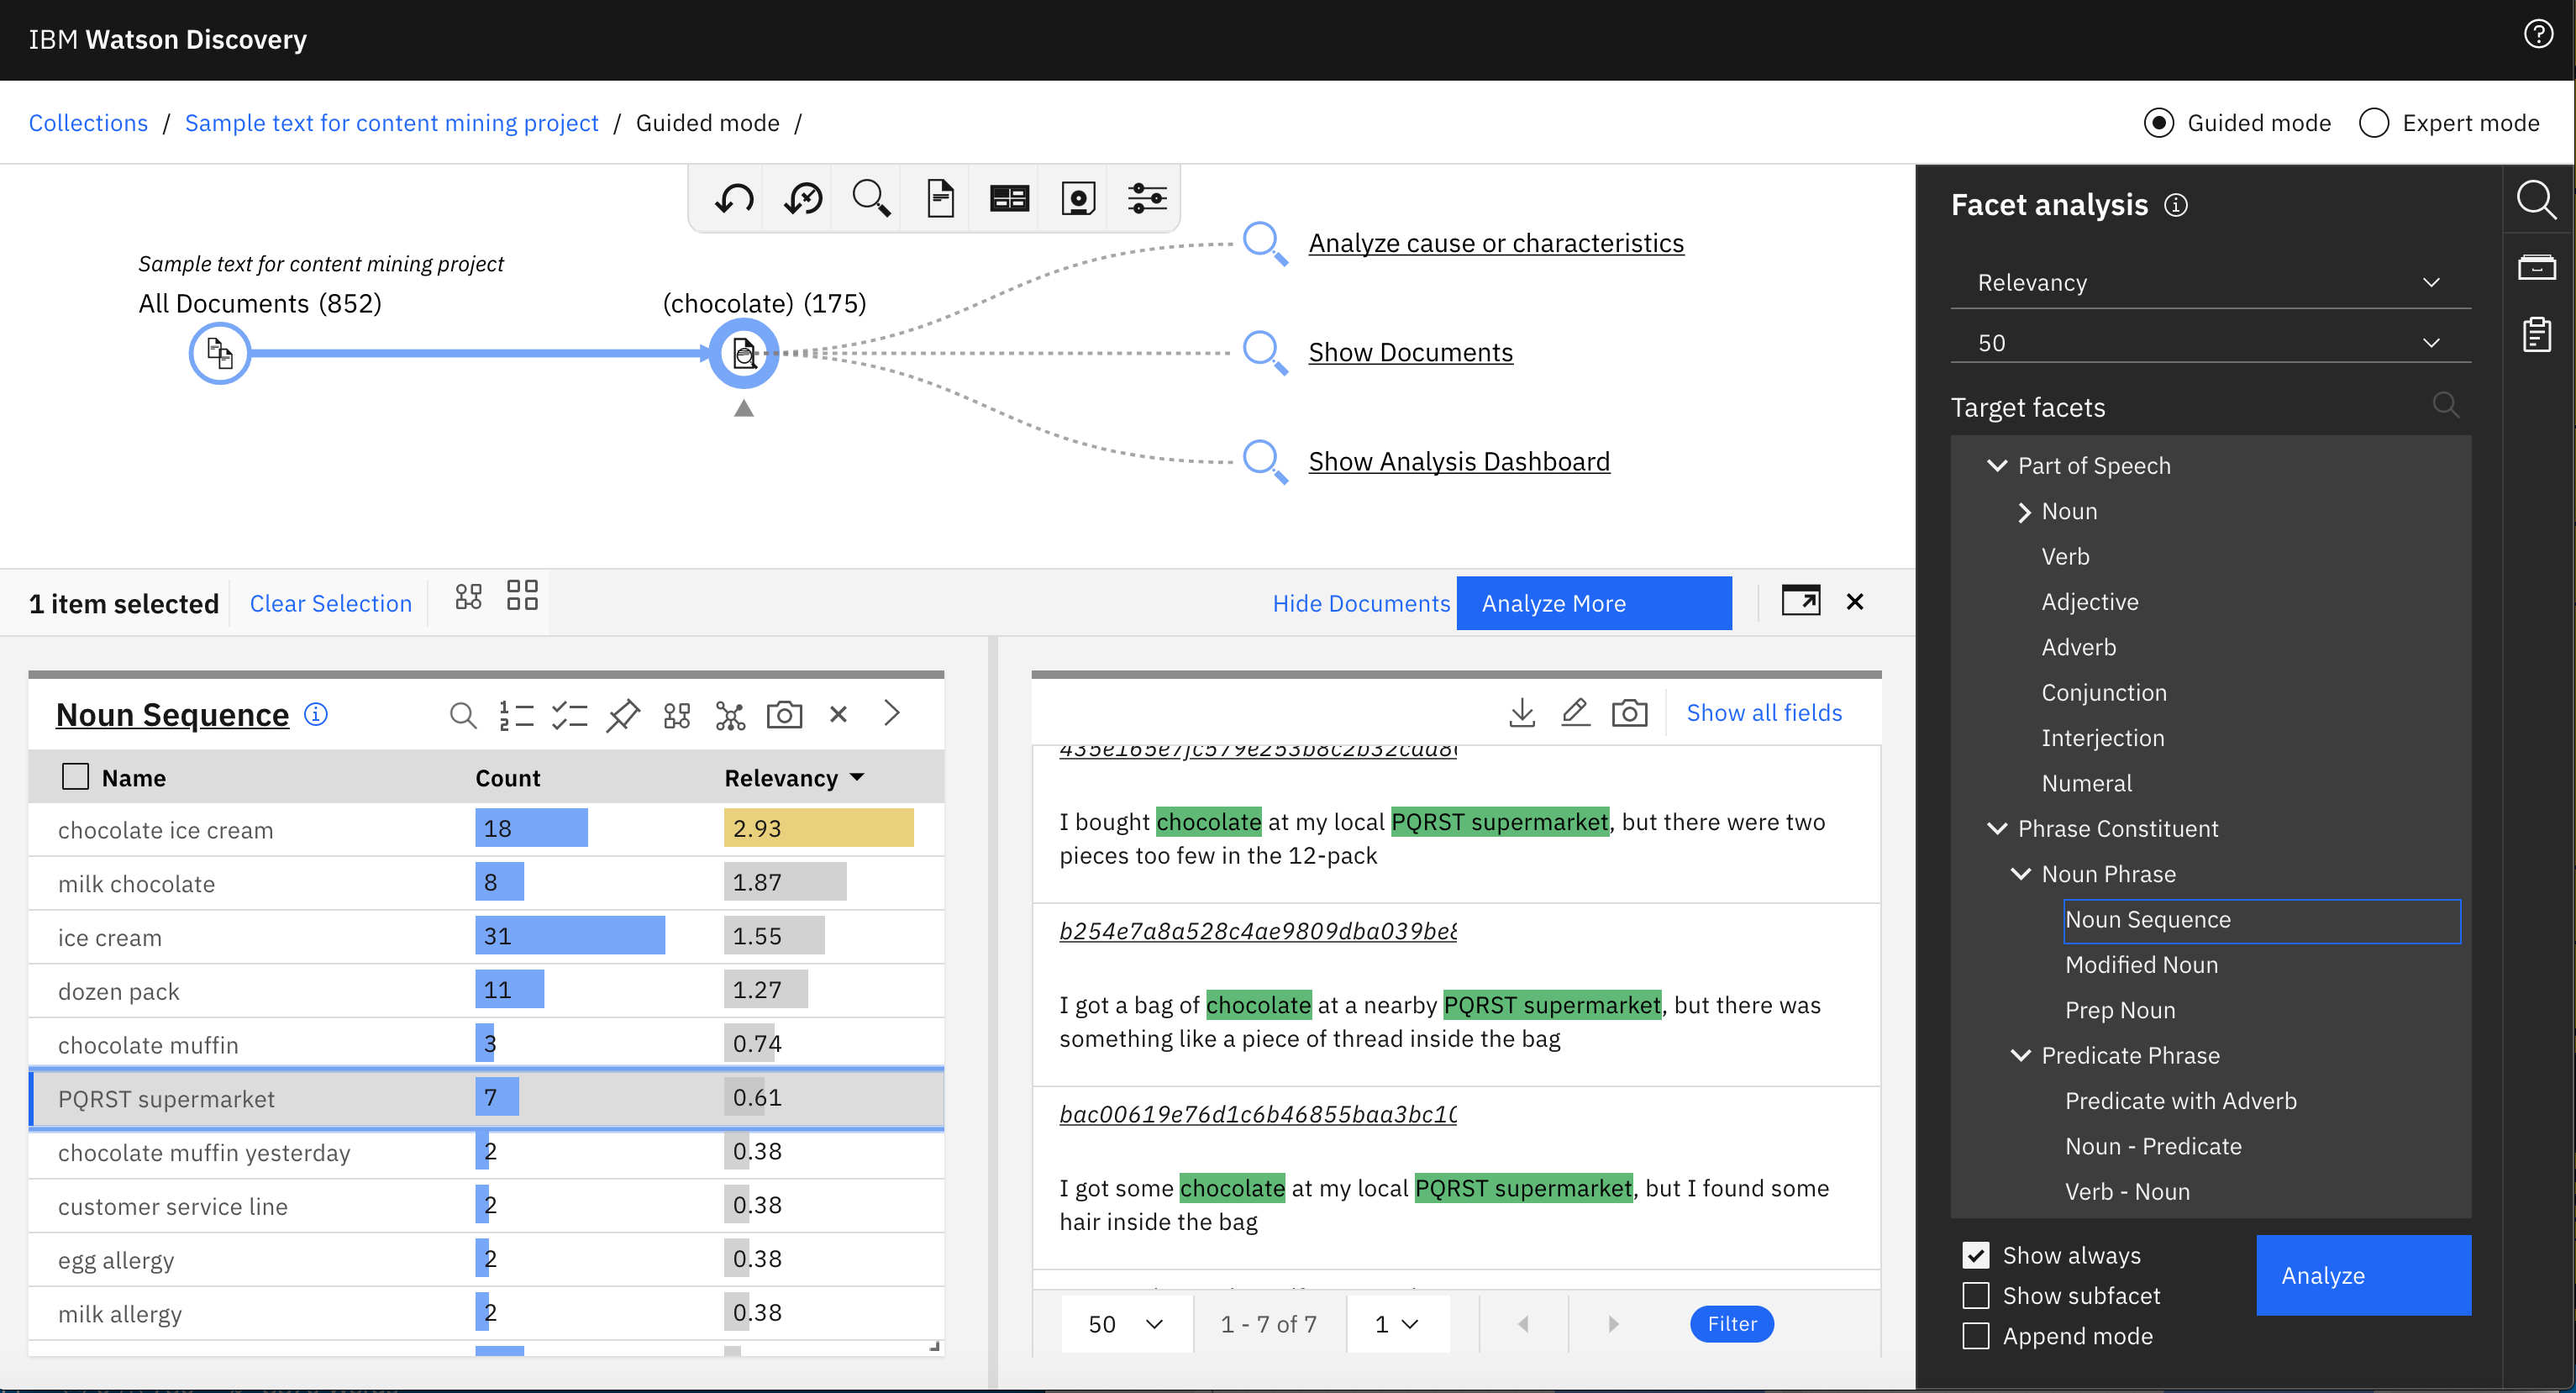 IBM Watson Discovery
Collections / Sample text for content mining project / Guided mode /
Guided mode
Expert mode
Sample text for content mining project
All Documents (852)
(chocolate) (175)
Analyze cause or characteristics
Show Documents
Show Analysis Dashboard
1 item selected
Clear Selection
Hide Documents
Analyze More
Noun Sequence
Name Count Relevancy
chocolate ice cream 18 2.93
milk chocolate 8 1.87
ice cream 31 1.55
dozen pack 11 1.27
chocolate muffin 3 0.74
PQRST supermarket 7 0.61
chocolate muffin yesterday 2 0.38
customer service line 2 0.38
egg allergy 2 0.38
milk allergy 2 0.38
Show all fields
I bought chocolate at my local PQRST supermarket, but there were two
pieces too few in the 12-pack
b254e7a8a528c4ae9809dba039be8
I got a bag of chocolate at a nearby PQRST supermarket, but there was
something like a piece of thread inside the bag
bac00619e76d1c6b46855baa3bc10
I got some chocolate at my local PQRST supermarket, but I found some
hair inside the bag
50
1 - 7 of 7
1
Filter
Facet analysis
Relevancy
50
Target facets
Part of Speech
Noun
Verb
Adjective
Adverb
Conjunction
Interjection
Numeral
Phrase Constituent
Noun Phrase
Noun Sequence
Modified Noun
Prep Noun
Predicate Phrase
Predicate with Adverb
Noun - Predicate
Verb - Noun
Show always
Show subfacet
Append mode
Analyze